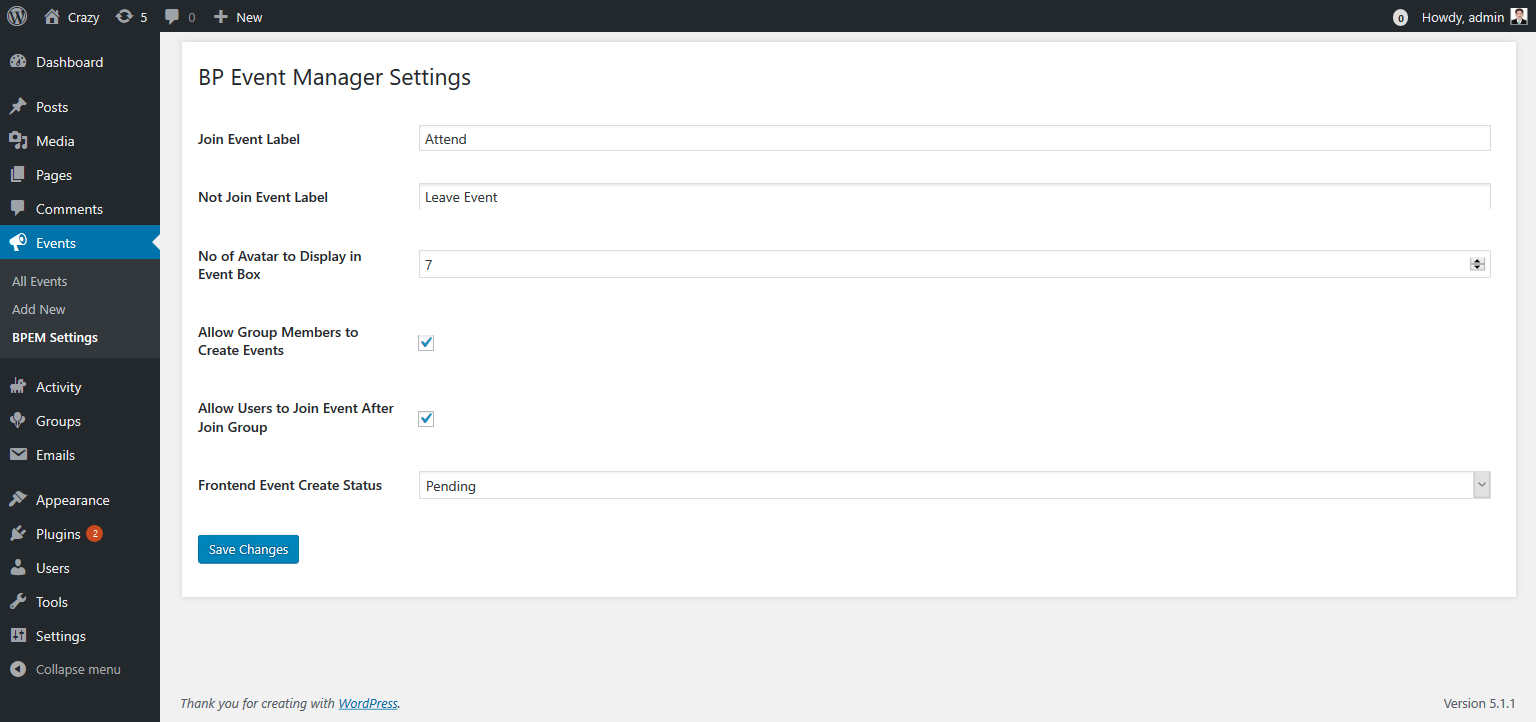 Crazy 5 0 New 0 Howdy, admin
Dashboard
Posts
Media
Pages
Comments
Events
All Events
Add New
BPEM Settings
Activity
Groups
Emails
Appearance
Plugins 2
Users
Tools
Settings
Collapse menu
BP Event Manager Settings
Join Event Label Attend
Not Join Event Label Leave Event
No of Avatar to Display in
Event Box
7
Allow Group Members to
Create Events
Allow Users to Join Event After
Join Group
Frontend Event Create Status Pending
Save Changes
Thank you for creating with WordPress. Version 5.1.1